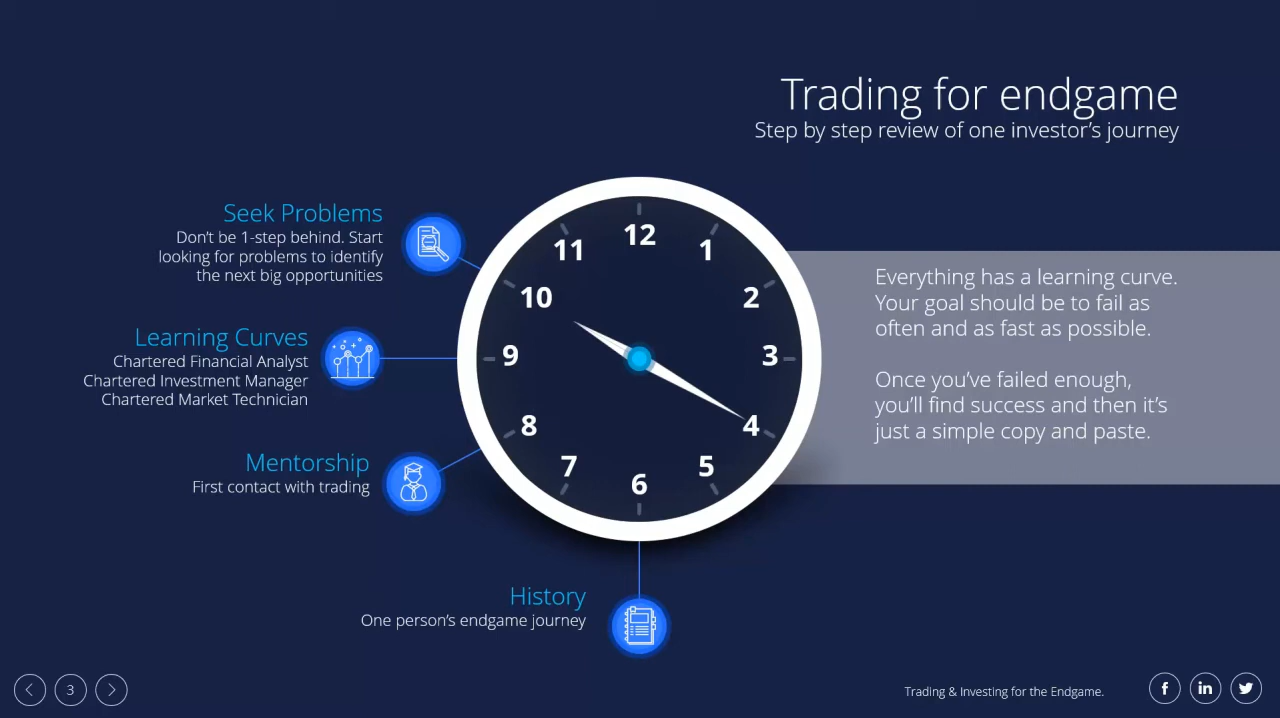 Trading for endgame
Step by step review of one investor's journey
Seek Problems
Don't be 1-step behind. Start
looking for problems to identify
the next big opportunities
Learning Curves
Chartered Financial Analyst
Chartered Investment Manager
Chartered Market Technician
Mentorship
First contact with trading
History
One person's endgame journey
12
1
2
3
4
5
6
7
8
9
10
11
Everything has a learning curve.
Your goal should be to fail as
often and as fast as possible.
Once you've failed enough,
you'll find success and then it's
just a simple copy and paste.
3
Trading & Investing for the Endgame.
f
in